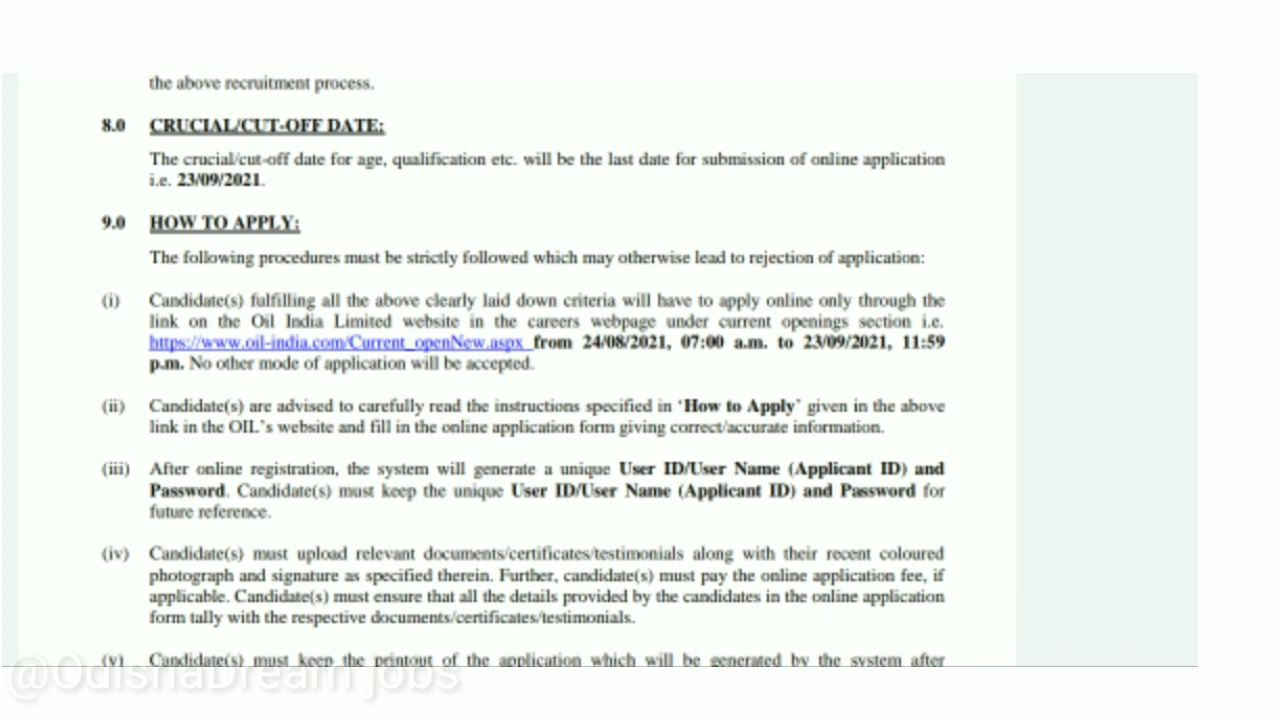 the above recruitment process.
8.0 CRUCIAL/CUT-OFF DATE:
The crucial/cut-off date for age, qualification etc. will be the last date for submission of online application
i.e. 23/09/2021.
9.0 HOW TO APPLY:
The following procedures must be strictly followed which may otherwise lead to rejection of application:
(i) Candidate(s) fulfilling all the above clearly laid down criteria will have to apply online only through the
link on the Oil India Limited website in the careers webpage under current openings section i.e.
https://www.oil-india.com/Current_openNew.aspx from 24/08/2021, 07:00 a.m. to 23/09/2021, 11:59
p.m. No other mode of application will be accepted.
(ii) Candidate(s) are advised to carefully read the instructions specified in ‘How to Apply’ given in the above
link in the OIL’s website and fill in the online application form giving correct/accurate information.
(iii) After online registration, the system will generate a unique User ID/User Name (Applicant ID) and
Password. Candidate(s) must keep the unique User ID/User Name (Applicant ID) and Password for
future reference.
(iv) Candidate(s) must upload relevant documents/certificates/testimonials along with their recent coloured
photograph and signature as specified therein. Further, candidate(s) must pay the online application fee, if
applicable. Candidate(s) must ensure that all the details provided by the candidates in the online application
form tally with the respective documents/certificates/testimonials.
(v) Candidate(s) must keep the printout of the application which will be generated by the system after
@OdishaDream jobs